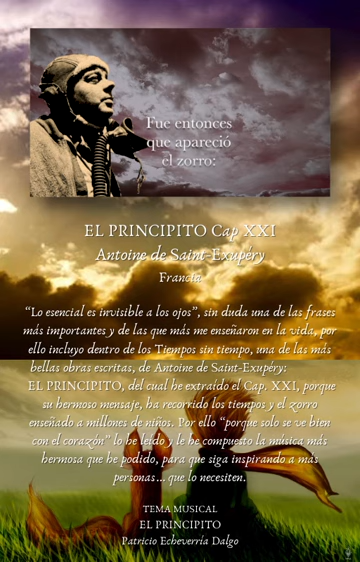 Fue entonces
que apareció
el zorro:
EL PRINCIPITO Cap XXI
Antoine de Saint-Exupéry
Francia
“Lo esencial es invisible a los ojos”, sin duda una de las frases
más importantes y de las que más me enseñaron en la vida, por
ello incluyo dentro de los Tiempos sin tiempo, una de las más
bellas obras escritas, de Antoine de Saint-Exupéry:
EL PRINCIPITO, del cual he extraído el Cap. XXI, porque
su hermoso mensaje, ha recorrido los tiempos y el zorro
enseñado a millones de niños. Por ello “porque solo se ve bien
con el corazón” lo he leído y le he compuesto la música más
hermosa que he podido, para que siga inspirando a más
personas... que lo necesiten.
TEMA MUSICAL
EL PRINCIPITO
Patricio Echeverría Dalgo